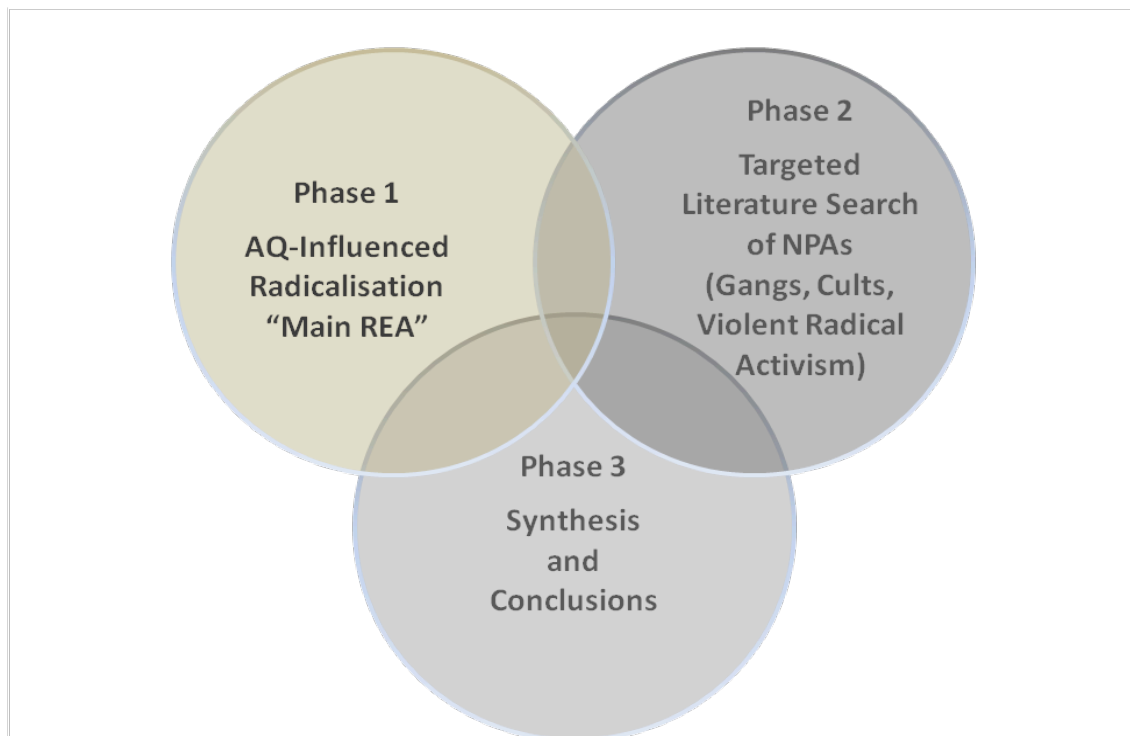 Phase 1
AQ-Influenced
Radicalisation
“Main REA”
Phase 2
Targeted
Literature Search
of NPAs
(Gangs, Cults,
Violent Radical
Activism)
Phase 3
Synthesis
and
Conclusions